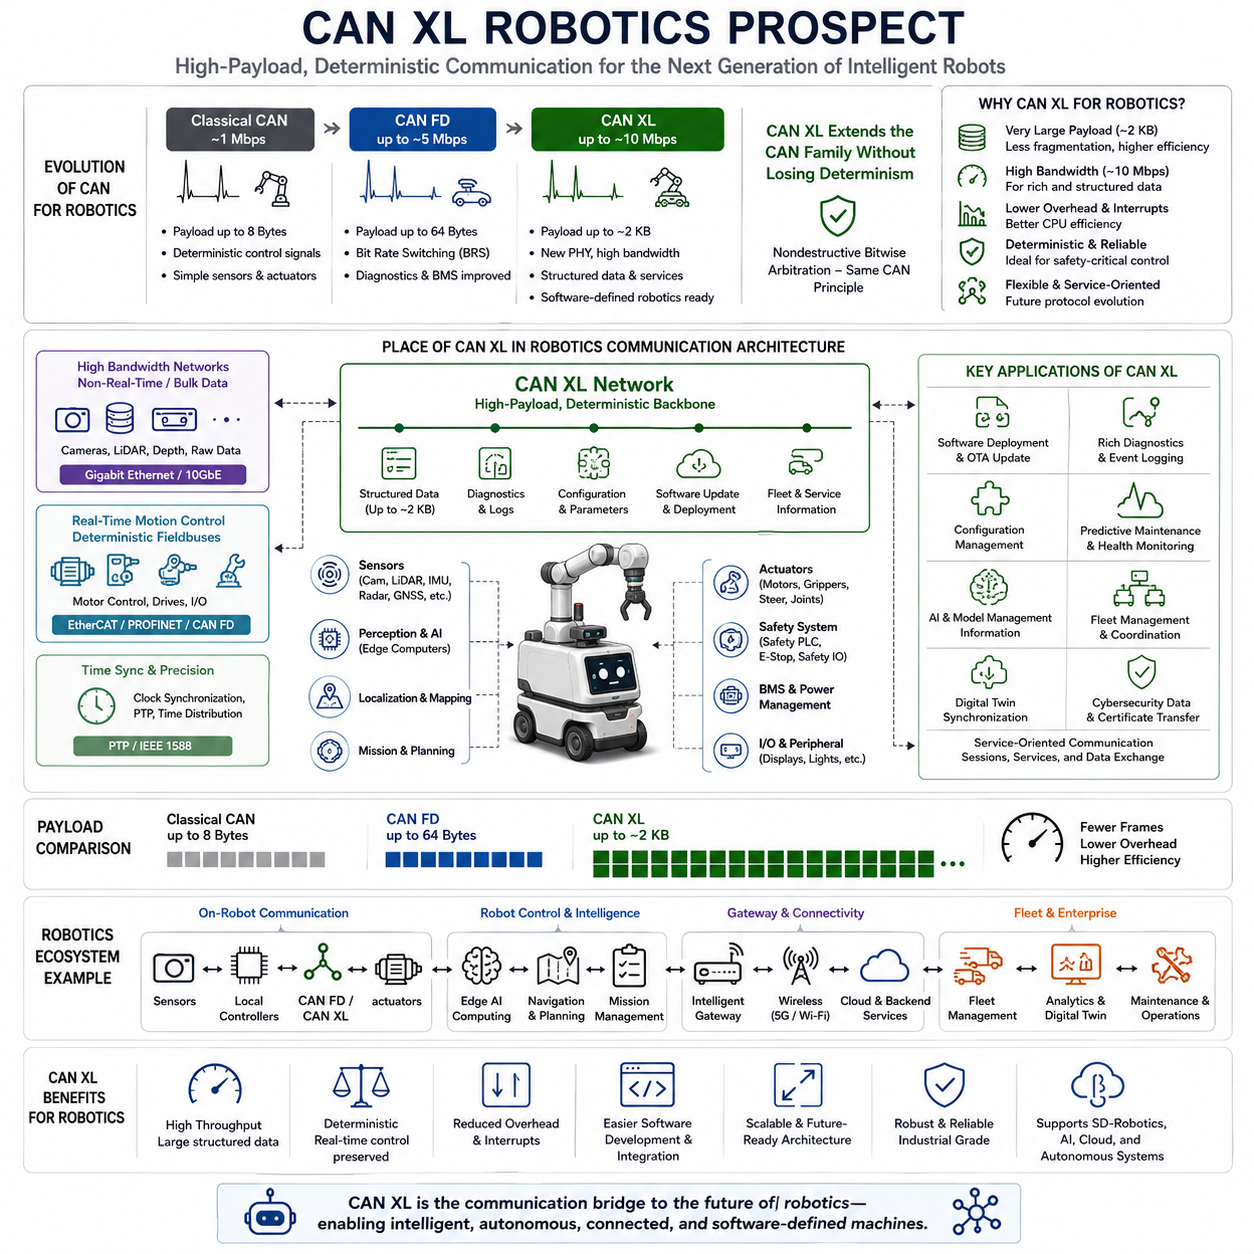 CAN XL ROBOTICS PROSPECT
High-Payload, Deterministic Communication for the Next Generation of Intelligent Robots
EVOLUTION
OF CAN
FOR ROBOTICS
Classical CAN
~1 Mbps
Payload up to 8 Bytes
Deterministic control signals
Simple sensors & actuators
CAN FD
up to ~5 Mbps
Payload up to 64 Bytes
Bit Rate Switching (BRS)
Diagnostics & BMS improved
CAN XL
up to ~10 Mbps
Payload up to ~2 KB
New PHY, high bandwidth
Structured data & services
Software-defined robotics ready
CAN XL Extends the
CAN Family Without
Losing Determinism
Nondestructive Bitwise
Arbitration – Same CAN
Principle
WHY CAN XL FOR ROBOTICS?
Very Large Payload (~2 KB)
Less fragmentation, higher efficiency
High Bandwidth (~10 Mbps)
For rich and structured data
Lower Overhead & Interrupts
Better CPU efficiency
Deterministic & Reliable
Ideal for safety-critical control
Flexible & Service-Oriented
Future protocol evolution
PLACE OF CAN XL IN ROBOTICS COMMUNICATION ARCHITECTURE
High Bandwidth Networks
Non-Real-Time / Bulk Data
Cameras, LiDAR, Depth, Raw Data
Gigabit Ethernet / 10GbE
Real-Time Motion Control
Deterministic Fieldbuses
Motor Control, Drives, I/O
EtherCAT / PROFINET / CAN FD
Time Sync & Precision
Clock Synchronization,
PTP, Time Distribution
PTP / IEEE 1588
CAN XL Network
High-Payload, Deterministic Backbone
Structured Data
(Up to ~2 KB)
Diagnostics
& Logs
Configuration
& Parameters
Software Update
& Deployment
Fleet & Service
Information
Sensors
(Cam, LiDAR, IMU,
Radar, GNSS, etc.)
Perception & AI
(Edge Computers)
Localization & Mapping
Mission & Planning
Actuators
(Motors, Grippers,
Steer, Joints)
Safety System
(Safety PLC,
E-Stop, Safety IO)
BMS & Power
Management
I/O & Peripheral
(Displays, Lights, etc.)
KEY APPLICATIONS OF CAN XL
Software Deployment
& OTA Update
Rich Diagnostics
& Event Logging
Configuration
Management
Predictive Maintenance
& Health Monitoring
AI & Model Management
Information
Fleet Management
& Coordination
Digital Twin
Synchronization
Cybersecurity Data
& Certificate Transfer
Service-Oriented Communication
Sessions, Services, and Data Exchange
PAYLOAD
COMPARISON
Classical CAN
up to 8 Bytes
CAN FD
up to 64 Bytes
CAN XL
up to ~2 KB
Fewer Frames
Lower Overhead
Higher Efficiency
ROBOTICS
ECOSYSTEM
EXAMPLE
On-Robot Communication
Sensors
Local
Controllers
CAN FD /
CAN XL
actuators
Robot Control & Intelligence
Edge AI
Computing
Navigation
& Planning
Mission
Management
Gateway & Connectivity
Intelligent
Gateway
Wireless
(5G / Wi-Fi)
Cloud & Backend
Services
Fleet & Enterprise
Fleet
Management
Analytics &
Digital Twin
Maintenance &
Operations
CAN XL
BENEFITS
FOR ROBOTICS
High Throughput
Large structured data
Deterministic
Real-time control
preserved
Reduced Overhead
& Interrupts
Easier Software
Development &
Integration
Scalable & Future-
Ready Architecture
Robust & Reliable
Industrial Grade
Supports SD-Robotics,
AI, Cloud, and
Autonomous Systems
CAN XL is the communication bridge to the future of/ robotics—
enabling intelligent, autonomous, connected, and software-defined machines.